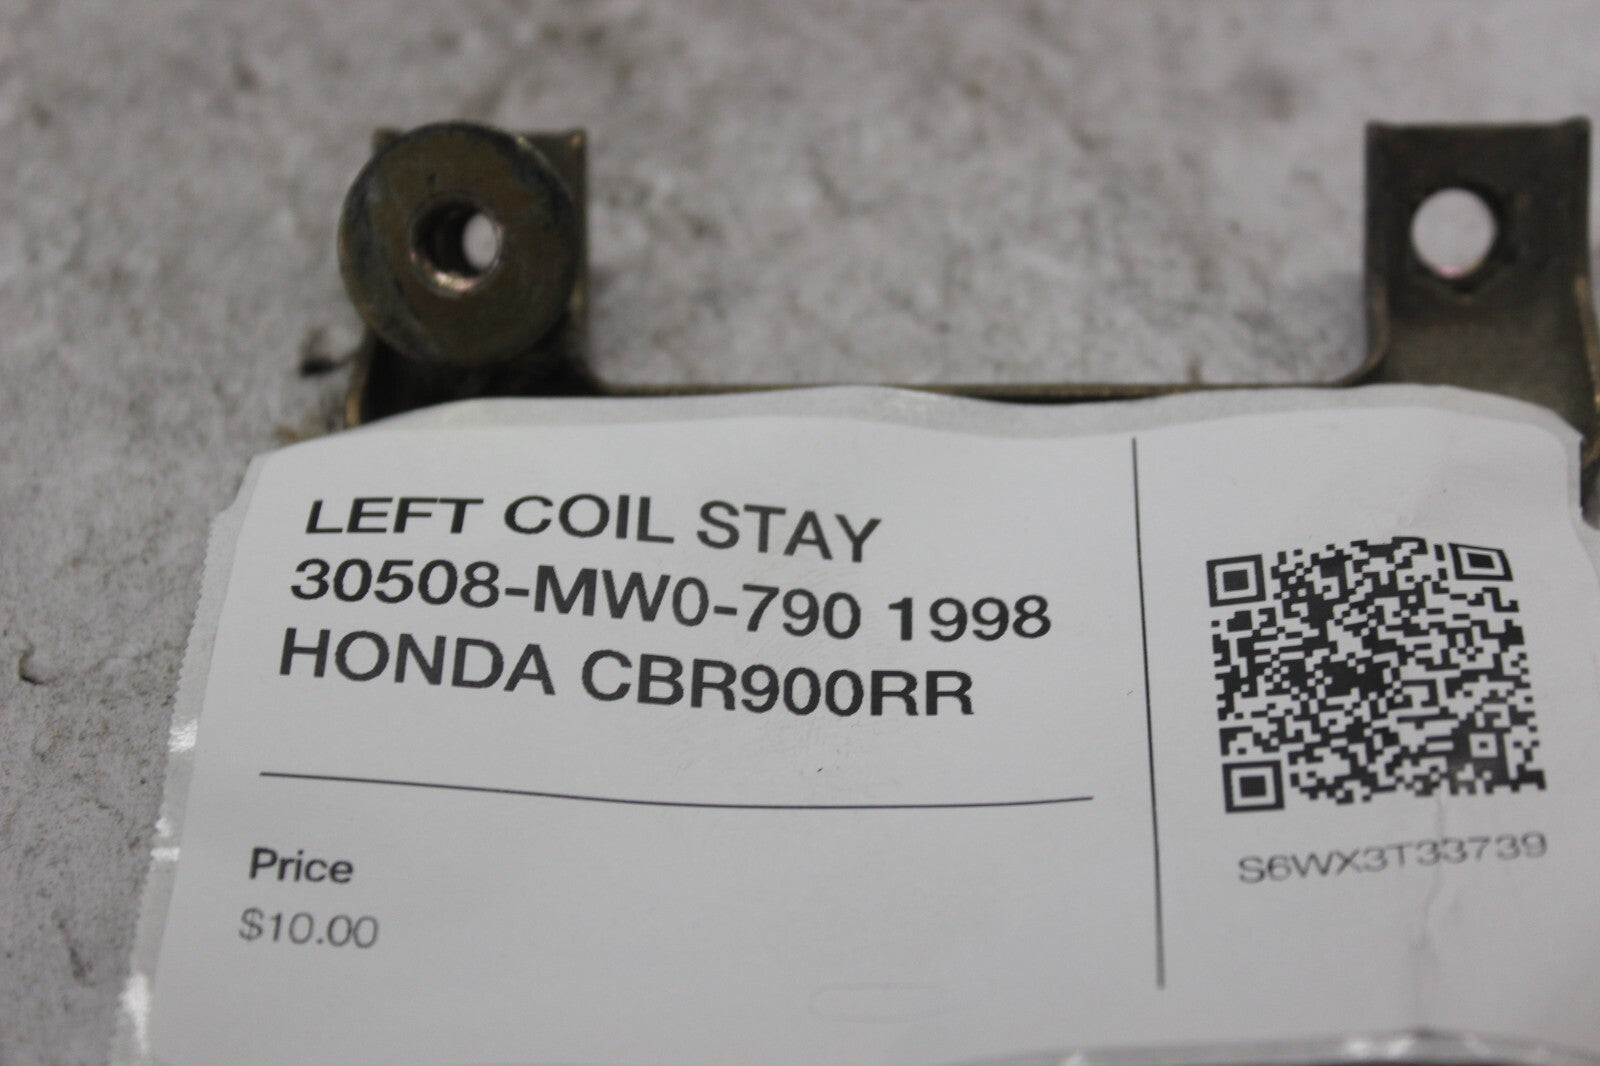 LEFT COIL STAY
30508-MW0-790 1998
HONDA CBR900RR
Price
$10.00
S6WX3T33739